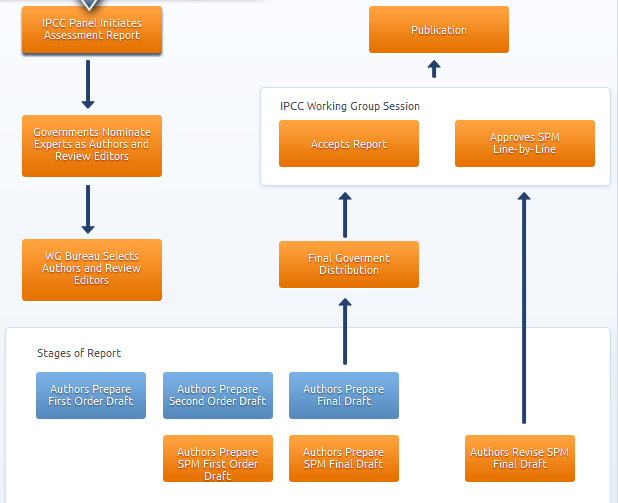 IPCC Panel Initiates
Assessment Report
Governments Nominate
Experts as Authors and
Review Editors
WG Bureau Selects
Authors and Review
Editors
Publication
IPCC Working Group Session
Accepts Report
Approves SPM
Line-by-Line
Final Goverment
Distribution
Stages of Report
Authors Prepare
First Order Draft
Authors Prepare
Second Order Draft
Authors Prepare
Final Draft
Authors Prepare
SPM First Order
Draft
Authors Prepare
SPM Final Draft
Authors Revise SPM
Final Draft